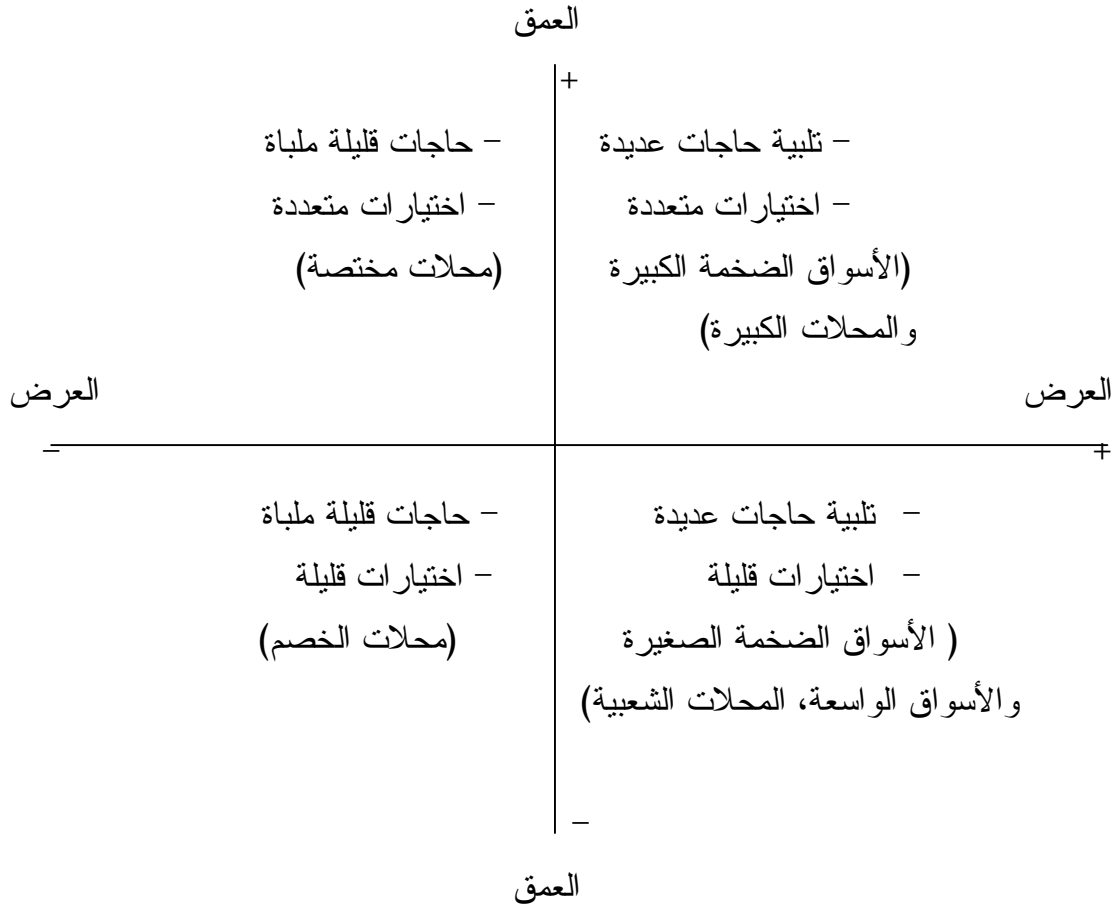 العمق
+
- تلبية حاجات عديدة
- اختيارات متعددة
(الأسواق الضخمة الكبيرة
والمحلات الكبيرة)
- حاجات قليلة ملباة
- اختيارات متعددة
(محلات مختصة)
العرض
+
العرض
-
- تلبية حاجات عديدة
- اختيارات قليلة
( الأسواق الضخمة الصغيرة
والأسواق الواسعة، المحلات الشعبية)
- حاجات قليلة ملباة
- اختيارات قليلة
(محلات الخصم)
-
العمق